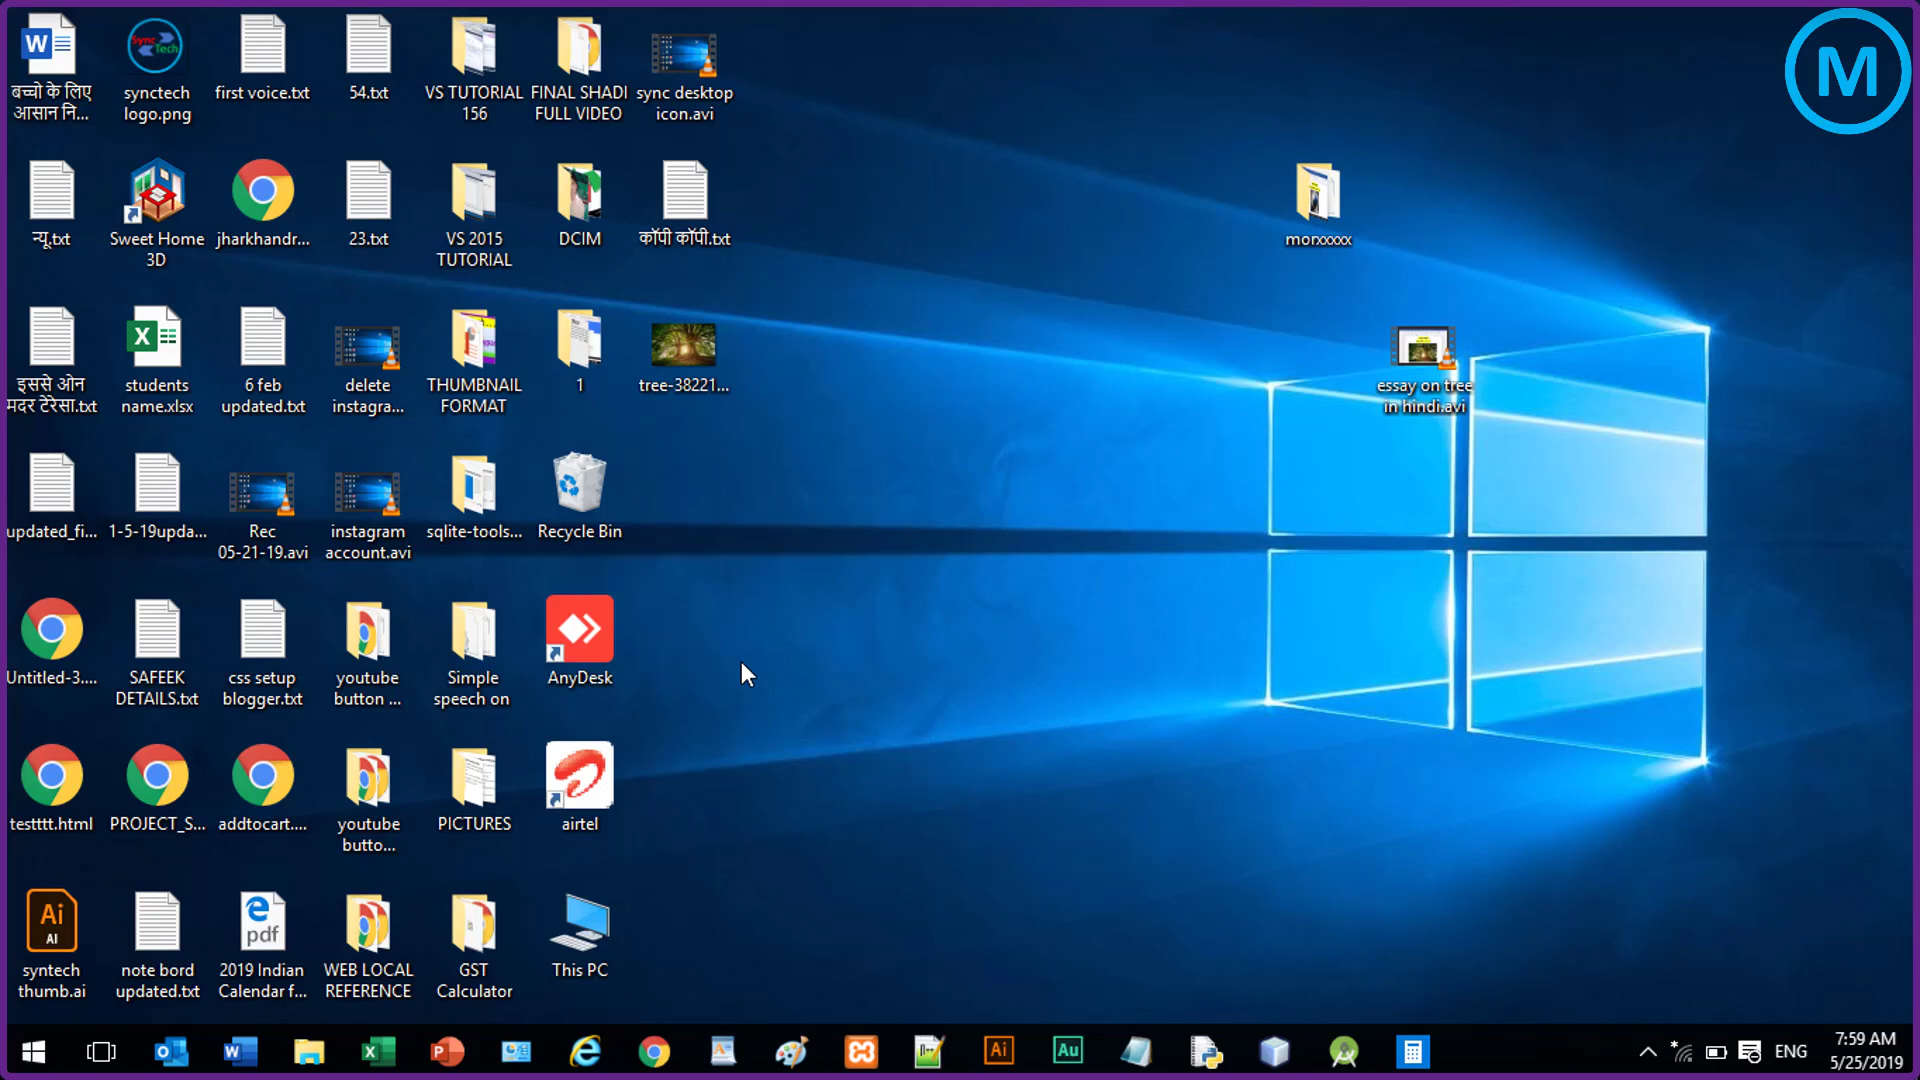 बच्चो के लिए
आसान नि...
synctech
logo.png
first voice.txt
54.txt
VS TUTORIAL
156
FINAL SHADI
FULL VIDEO
sync desktop
icon.avi
M
न्यू.txt
Sweet Home
3D
jharkhandr...
23.txt
VS 2015
TUTORIAL
DCIM
कॉपी कॉपी.txt
morxxxxx
इससे ओन
मदर टेरेसा.txt
students
name.xlsx
6 feb
updated.txt
delete
instagra...
THUMBNAIL
FORMAT
1
tree-38221...
essay on tree
in hindi.avi
updated_fi...
1-5-19upda...
Rec
05-21-19.avi
instagram
account.avi
sqlite-tools...
Recycle Bin
Untitled-3....
SAFEEK
DETAILS.txt
css setup
blogger.txt
youtube
button ...
Simple
speech on
AnyDesk
testttt.html
PROJECT_S...
addtocart....
youtube
butto...
PICTURES
airtel
Ai
AI
syntech
thumb.ai
note bord
updated.txt
pdf
2019 Indian
Calendar f...
WEB LOCAL
REFERENCE
GST
Calculator
This PC
Ai
Au
ENG
7:59 AM
5/25/2019